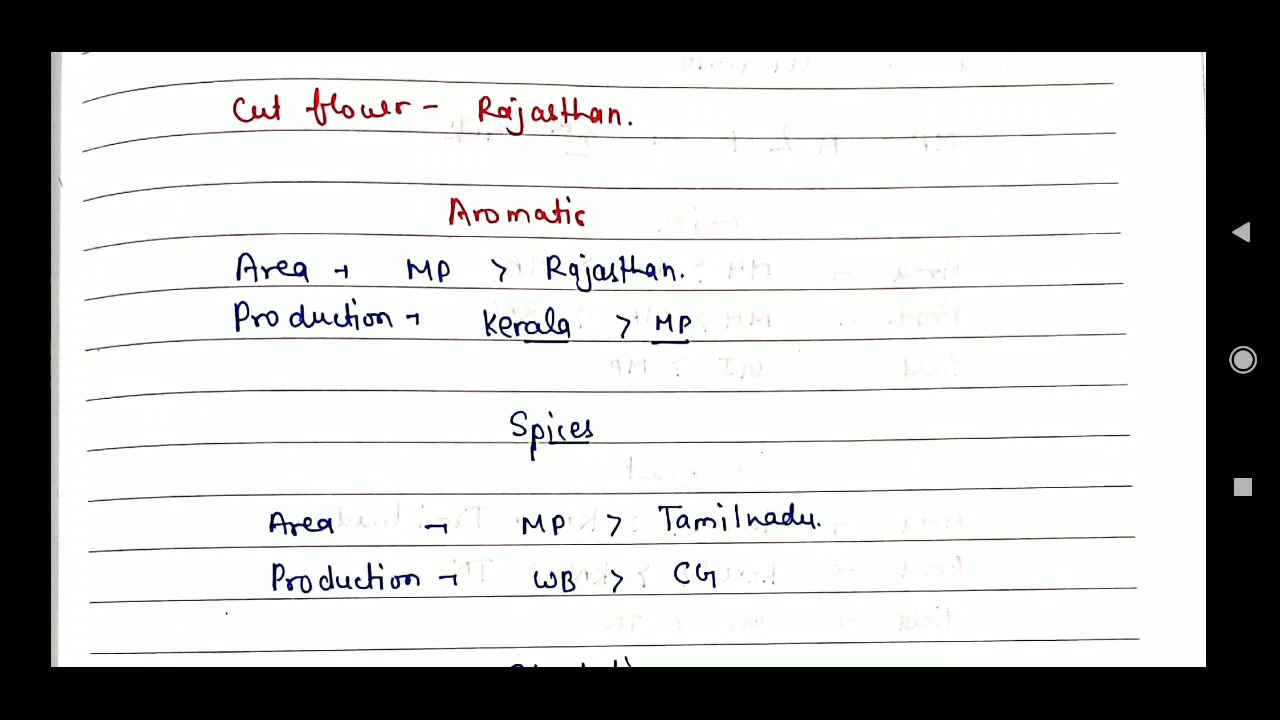 Cut flower - Rajasthan.
Aromatic
Area → MP > Rajasthan.
Production → Kerala > MP
Spices
Area → MP > Tamilnadu.
Production → WB > CG